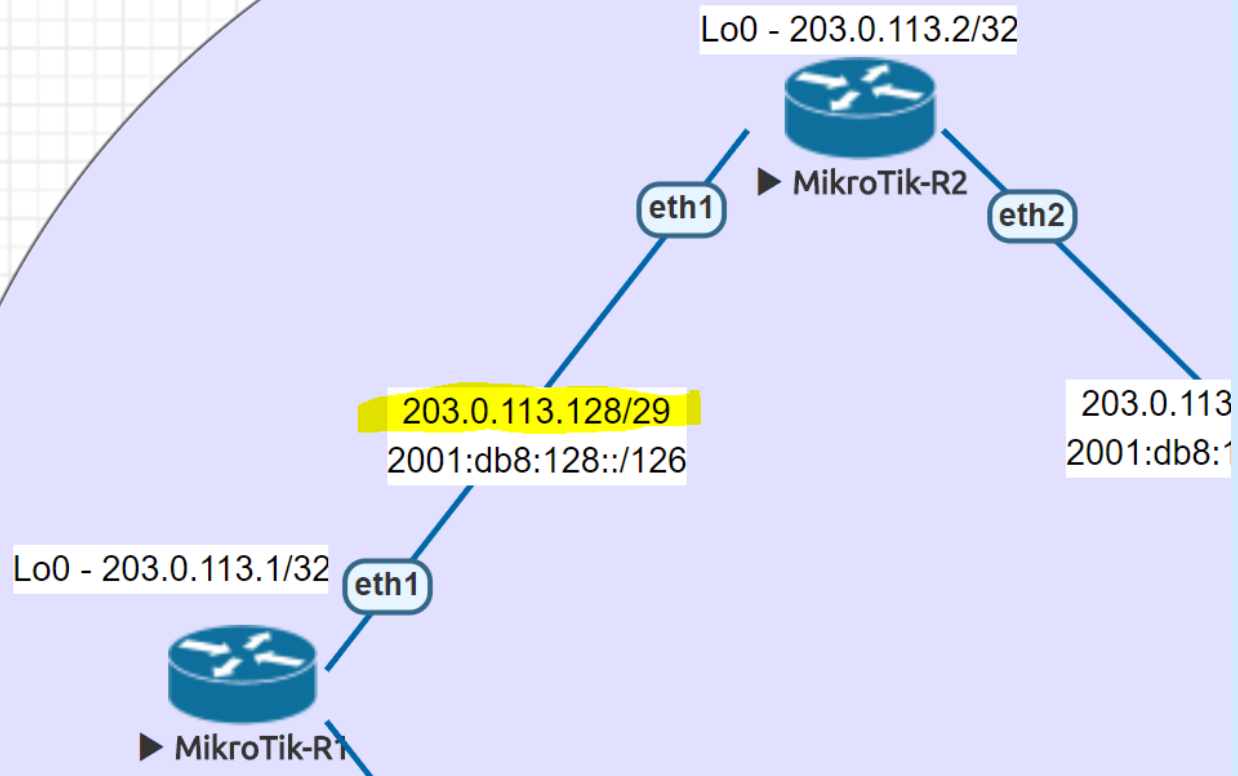 Lo0 - 203.0.113.2/32
MikroTik-R2
eth1
eth2
203.0.113.128/29
2001:db8:128::/126
203.0.113
2001:db8:1
Lo0 - 203.0.113.1/32
eth1
MikroTik-R1